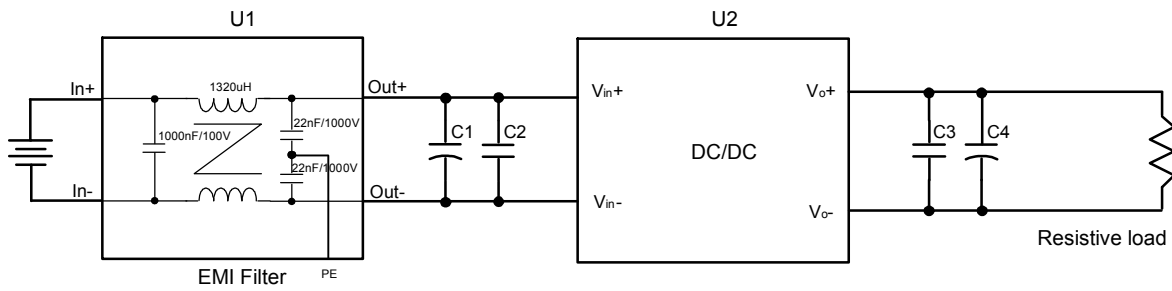 U1
U2
In+
1320uH
Out+
Vin+
Vo+
1000nF/100V
22nF/1000V
C1
C2
C3
C4
DC/DC
22nF/1000V
In-
Out-
Vin-
Vo-
Resistive load
EMI Filter
PE